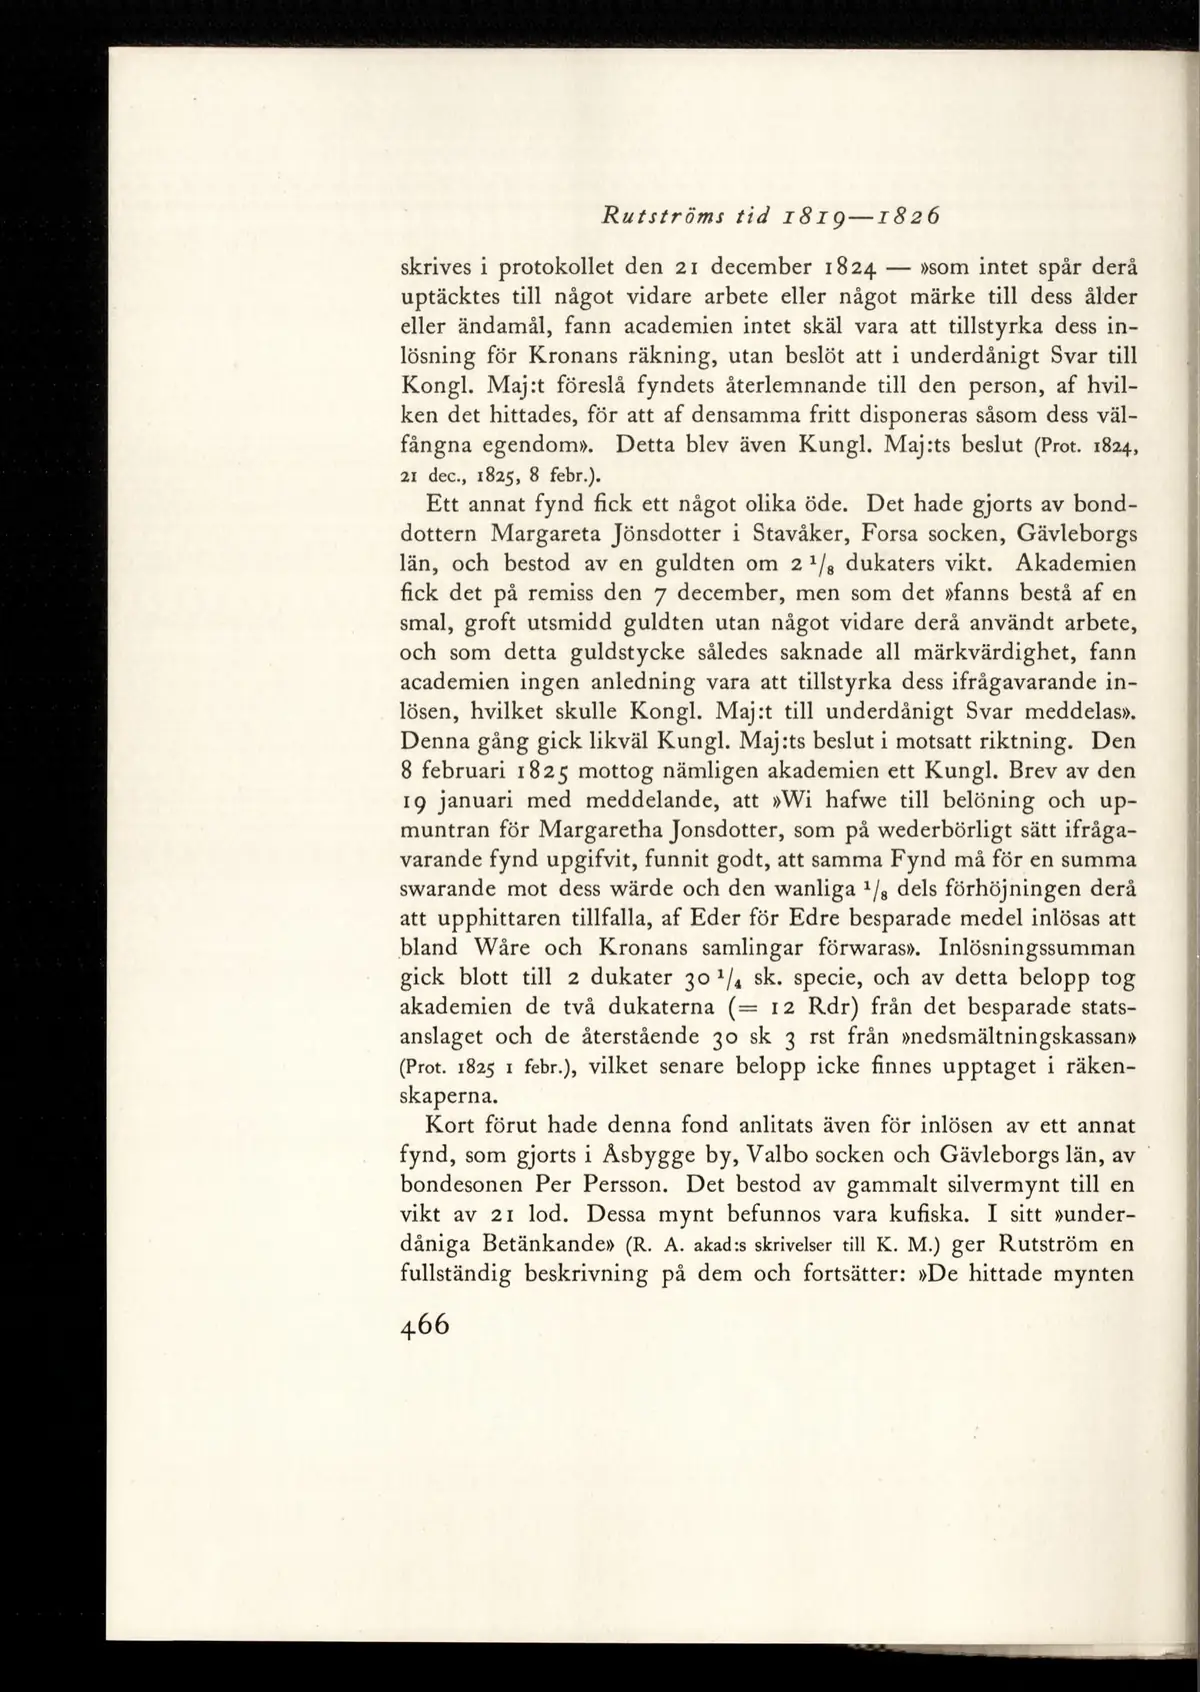 Rutströms tid 1819—1826
skrives i protokollet den 21 december 1824 — »som intet spår derå
uptäcktes till något vidare arbete eller något märke till dess ålder
eller ändamål, fann academien intet skäl vara att tillstyrka dess in-
lösning för Kronans räkning, utan beslöt att i underdånigt Svar till
Kongl. Maj:t föreslå fyndets återlemnande till den person, af hvil-
ken det hittades, för att af densamma fritt disponeras såsom dess väl-
fångna egendom». Detta blev även Kungl. Maj:ts beslut (Prot. 1824,
21 dec., 1825, 8 febr.).
Ett annat fynd fick ett något olika öde. Det hade gjorts av bond-
dottern Margareta Jönsdotter i Stavåker, Forsa socken, Gävleborgs
län, och bestod av en guldten om 2 1/8 dukaters vikt. Akademien
fick det på remiss den 7 december, men som det »fanns bestå af en
smal, groft utsmidd guldten utan något vidare derå användt arbete,
och som detta guldstycke således saknade all märkvärdighet, fann
academien ingen anledning vara att tillstyrka dess ifrågavarande in-
lösen, hvilket skulle Kongl. Maj:t till underdånigt Svar meddelas».
Denna gång gick likväl Kungl. Maj:ts beslut i motsatt riktning. Den
8 februari 1825 mottog nämligen akademien ett Kungl. Brev av den
19 januari med meddelande, att »Wi hafwe till belöning och up-
muntran för Margaretha Jonsdotter, som på wederbörligt sätt ifråga-
varande fynd upgifvit, funnit godt, att samma Fynd må för en summa
swarande mot dess wärde och den wanliga 1/8 dels förhöjningen derå
att upphittaren tillfalla, af Eder för Edre besparade medel inlösas att
bland Wåre och Kronans samlingar förwaras». Inlösningssumman
gick blott till 2 dukater 30 1/4 sk. specie, och av detta belopp tog
akademien de två dukaterna (= 12 Rdr) från det besparade stats-
anslaget och de återstående 30 sk 3 rst från »nedsmältningskassan»
(Prot. 1825 1 febr.), vilket senare belopp icke finnes upptaget i räken-
skaperna.
Kort förut hade denna fond anlitats även för inlösen av ett annat
fynd, som gjorts i Åsbygge by, Valbo socken och Gävleborgs län, av
bondesonen Per Persson. Det bestod av gammalt silvermynt till en
vikt av 21 lod. Dessa mynt befunnos vara kufiska. I sitt »under-
dåniga Betänkande» (R. A. akad:s skrivelser till K. M.) ger Rutström en
fullständig beskrivning på dem och fortsätter: »De hittade mynten
466